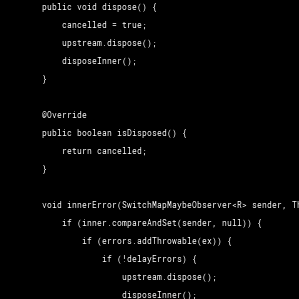 public void dispose() {
cancelled = true;
upstream.dispose();
disposeInner();
}
@Override
public boolean isDisposed() {
return cancelled;
}
void innerError(SwitchMapMaybeObserver<R> sender, Th
if (inner.compareAndSet(sender, null)) {
if (errors.addThrowable(ex)) {
if (!delayErrors) {
upstream.dispose();
disposeInner();